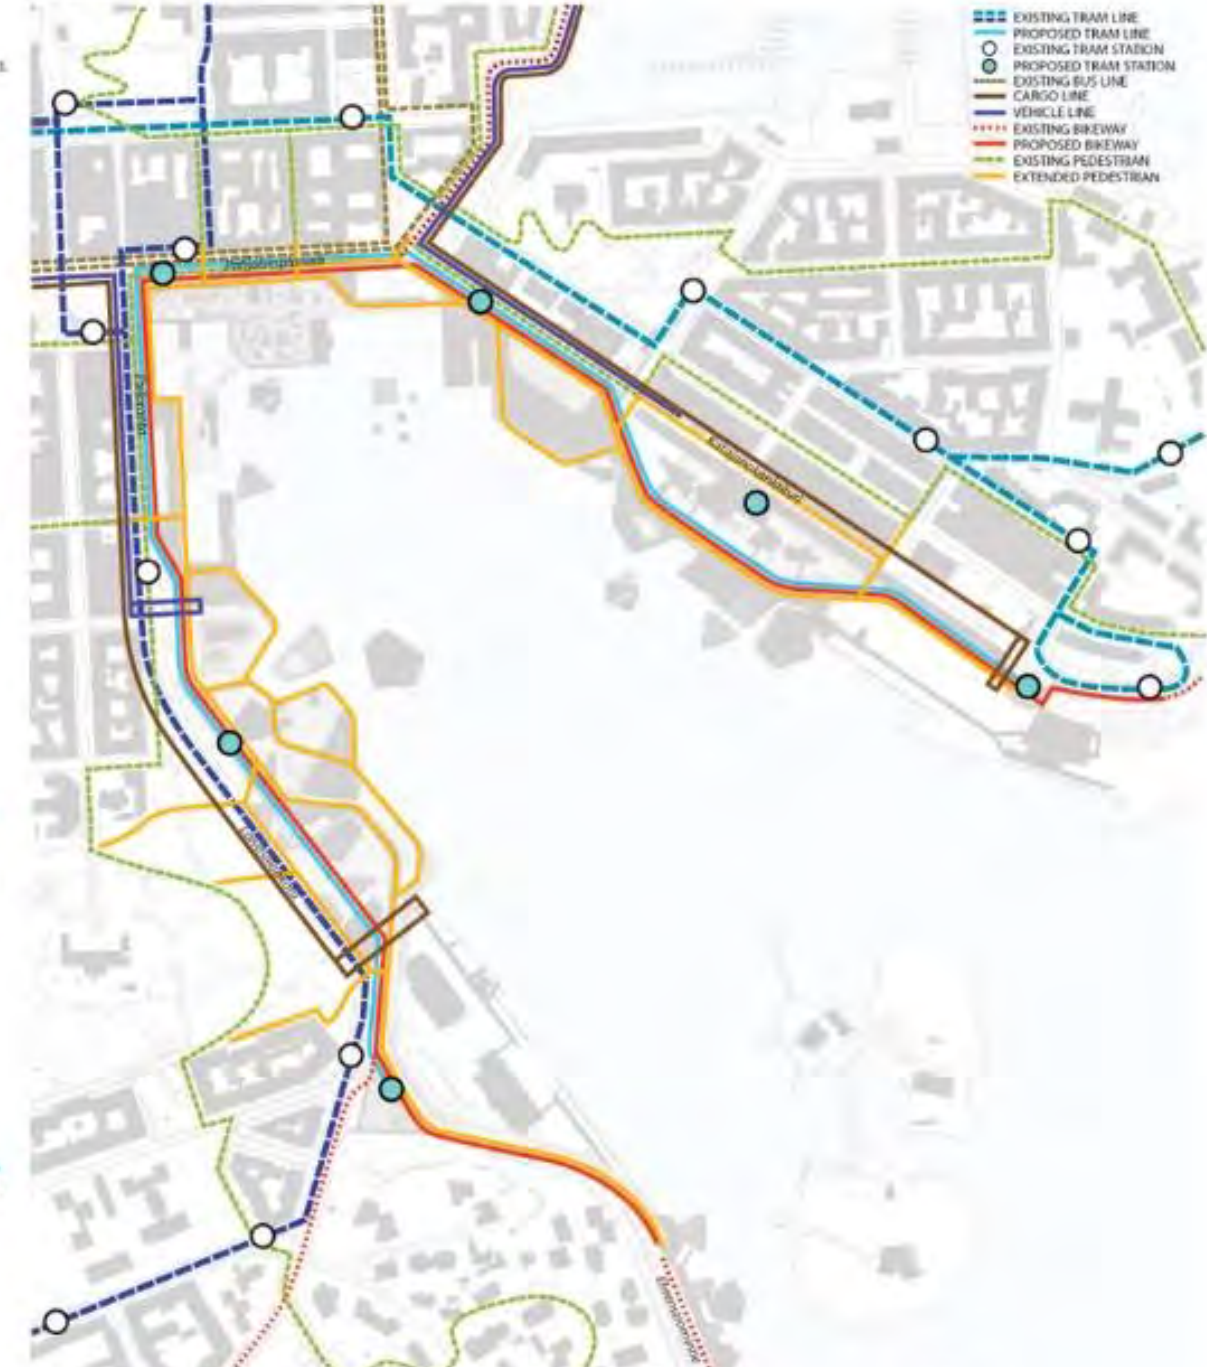 EXISTING TRAM LINE
PROPOSED TRAM LINE
EXISTING TRAM STATION
PROPOSED TRAM STATION
EXISTING BUS LINE
CARGO LINE
VEHICLE LINE
EXISTING BIKEWAY
PROPOSED BIKEWAY
EXISTING PEDESTRIAN
EXTENDED PEDESTRIAN